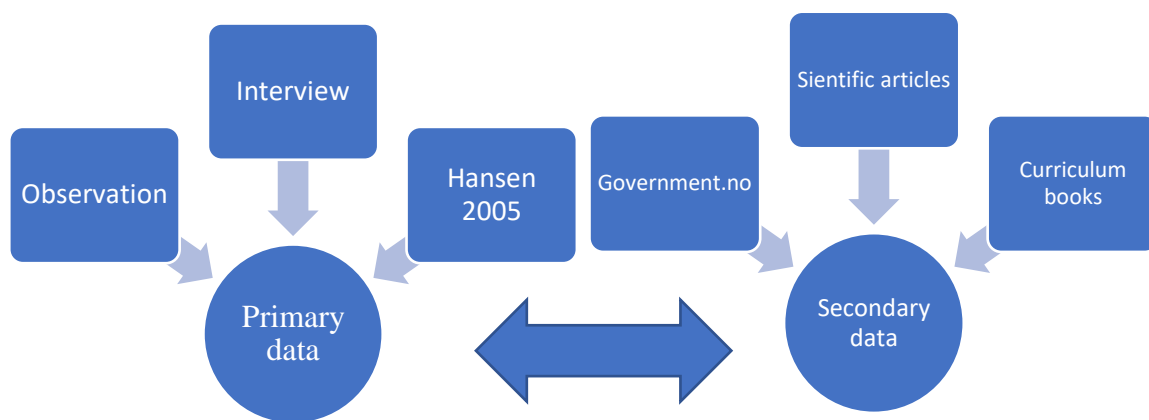 Observation
Interview
Hansen
2005
Primary
data
Government.no
Sientific articles
Curriculum
books
Secondary
data